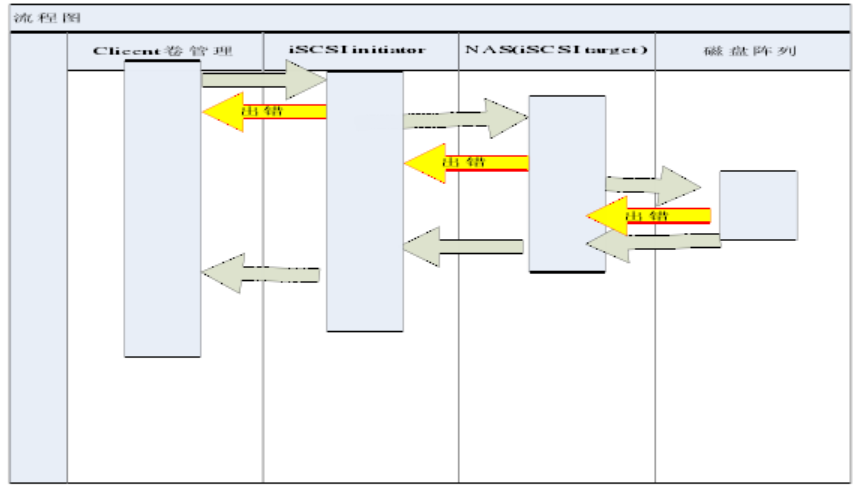 流程图
Clicent卷管理
iSCSI initiator
NAS(iSCSI target)
磁盘阵列
出错
出错
出错